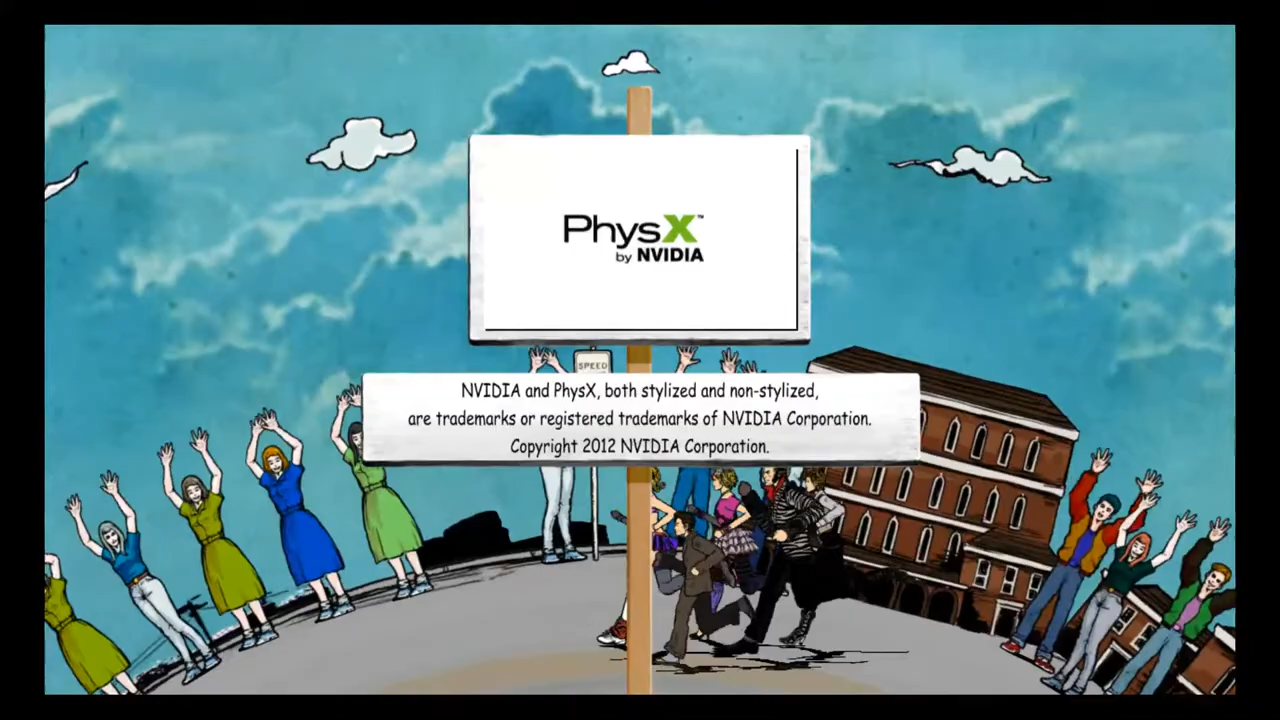 PhysX™
by NVIDIA
SPEED
NVIDIA and PhysX, both stylized and non-stylized,
are trademarks or registered trademarks of NVIDIA Corporation.
Copyright 2012 NVIDIA Corporation.